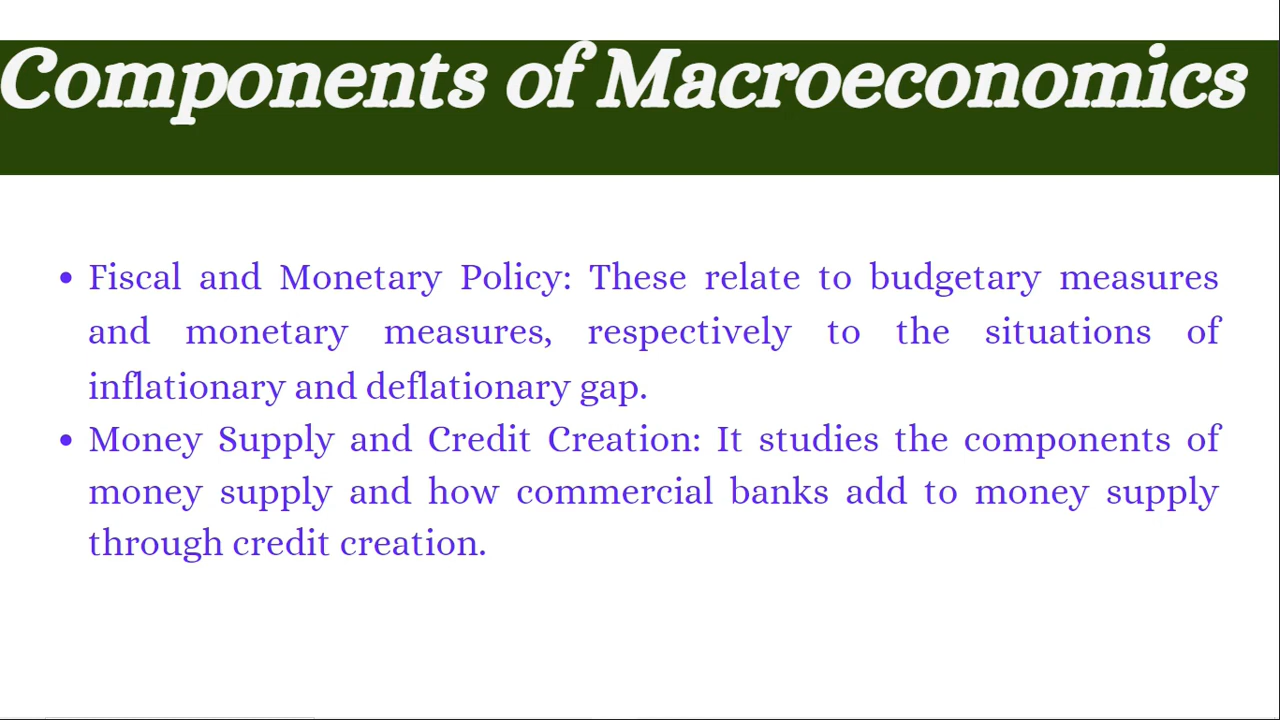 Components of Macroeconomics
• Fiscal and Monetary Policy: These relate to budgetary measures
and monetary measures, respectively to the situations of
inflationary and deflationary gap.
• Money Supply and Credit Creation: It studies the components of
money supply and how commercial banks add to money supply
through credit creation.